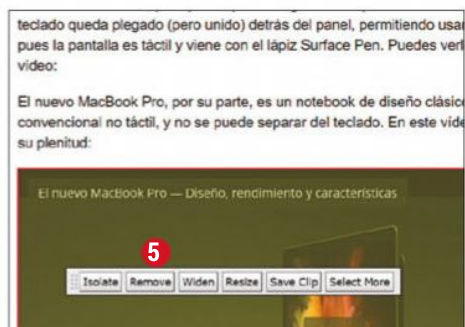 teclado queda plegado (pero unido) detrás del panel, permitiendo usar
pues la pantalla es táctil y viene con el lápiz Surface Pen. Puedes verl
video:
El nuevo MacBook Pro, por su parte, es un notebook de diseño clásico
convencional no táctil, y no se puede separar del teclado. En este víde
su plenitud:
El nuevo MacBook Pro — Diseño, rendimiento y características
5
Isolate Remove Widen Resize Save Clip Select More